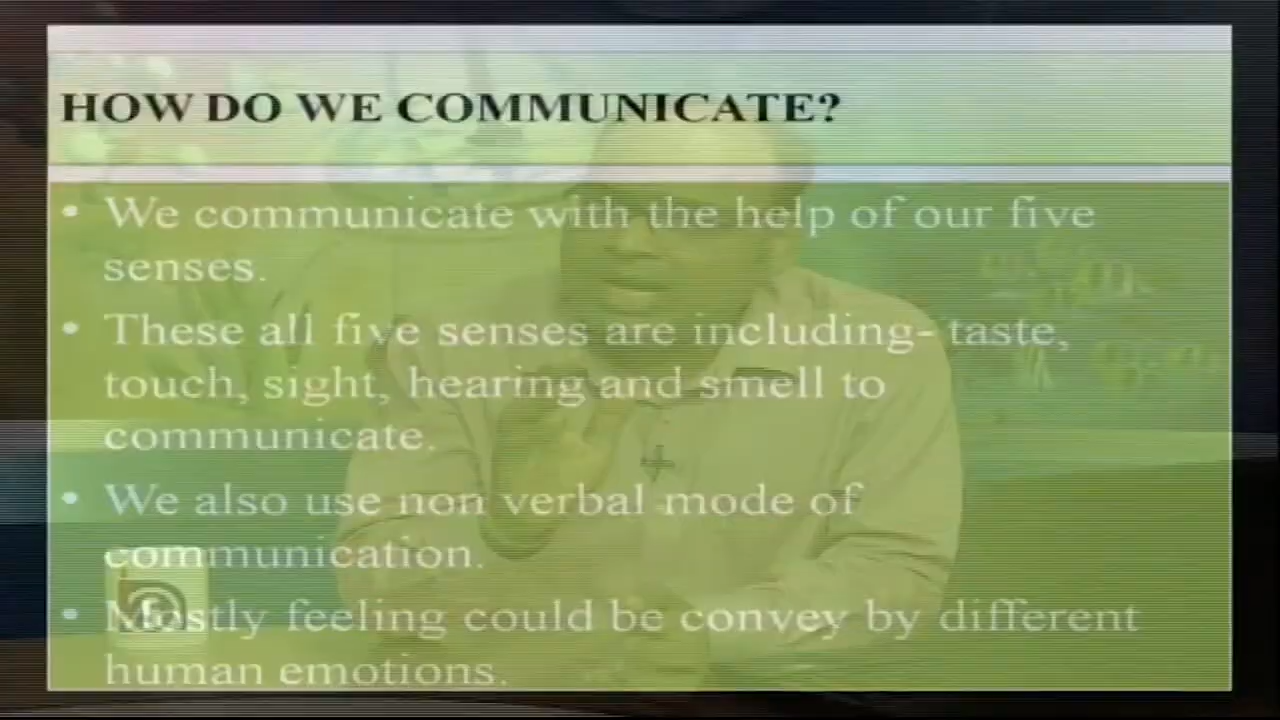 HOW DO WE COMMUNICATE?
• We communicate with the help of our five
senses.
• These all five senses are including- taste,
touch, sight, hearing and smell to
communicate.
• We also use non verbal mode of
communication.
• Mostly feeling could be convey by different
human emotions.